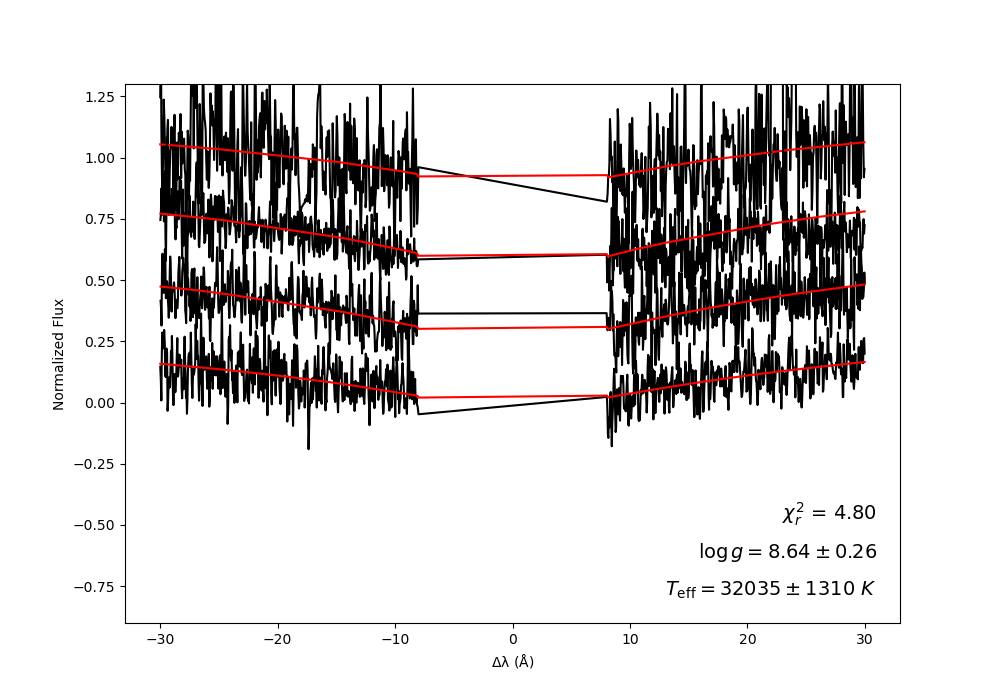 1.25
1.00
0.75
0.50
0.25
0.00
−0.25
−0.50
−0.75
Normalized Flux
χ²ᵣ = 4.80
log g = 8.64 ± 0.26
T_eff = 32035 ± 1310 K
−30 −20 −10 0 10 20 30
Δλ (Å)